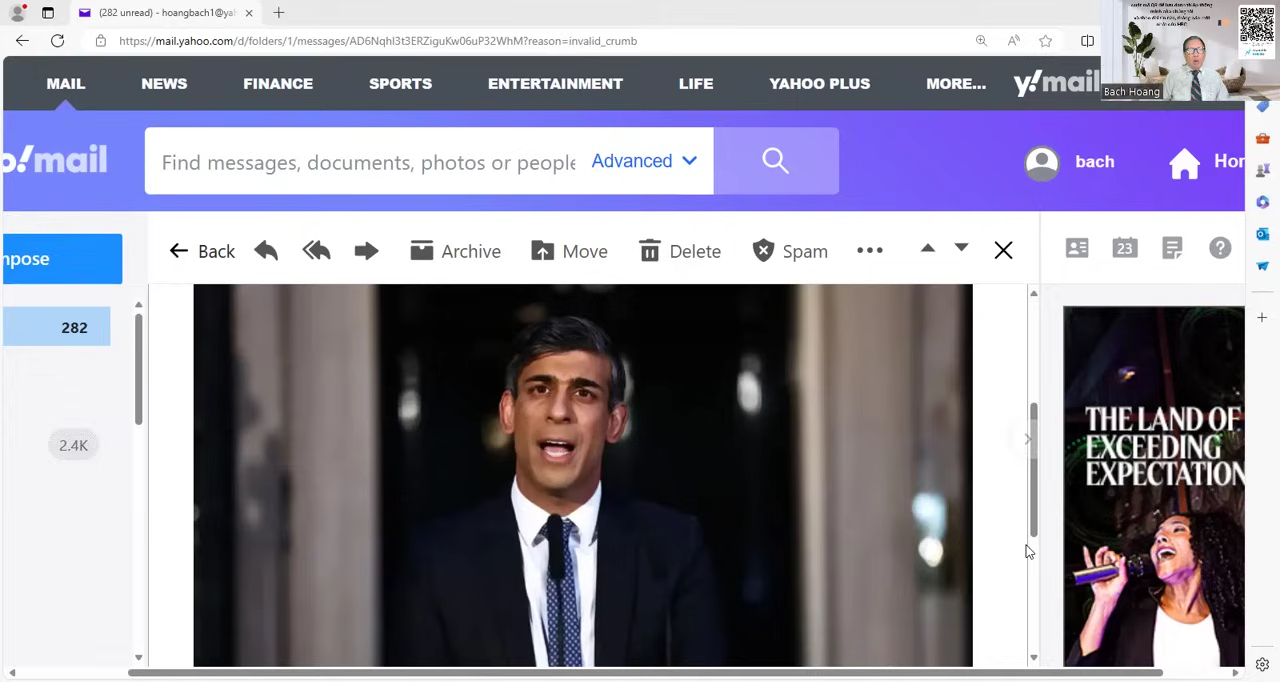 (282 unread) - hoangbach1@ya
https://mail.yahoo.com/d/folders/1/messages/AD6Nqhl3t3ERZiguKw06uP32WhM?reason=invalid_crumb
Bach Hoang
MAIL NEWS FINANCE SPORTS ENTERTAINMENT LIFE YAHOO PLUS MORE... y!mail
o!mail
Find messages, documents, photos or people Advanced
bach Hor
mpose
Back Archive Move Delete Spam
23
282
2.4K
THE LAND OF
EXCEEDING
EXPECTATION